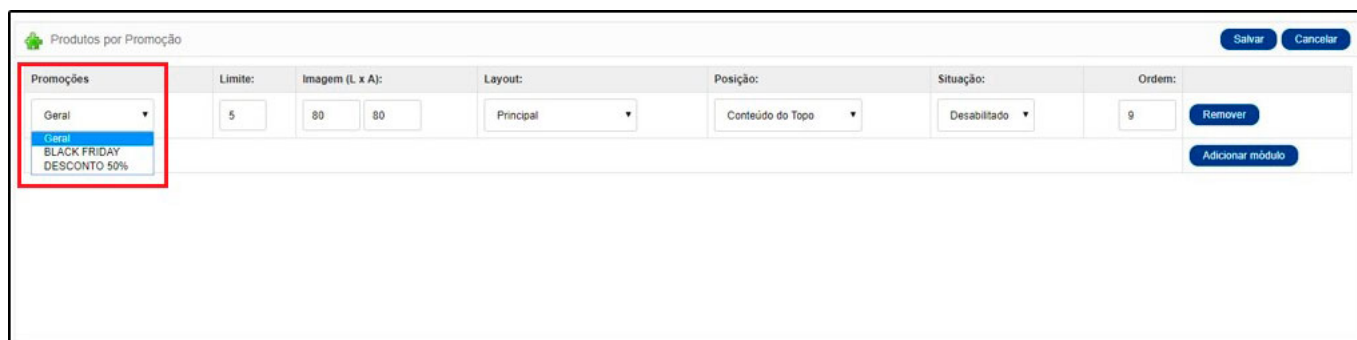 Produtos por Promoção Salvar Cancelar
Promoções Limite: Imagem (L x A): Layout: Posição: Situação: Ordem:
Geral 5 80 80 Principal Conteúdo do Topo Desabilitado 9 Remover
Geral
BLACK FRIDAY
DESCONTO 50%
Adicionar módulo